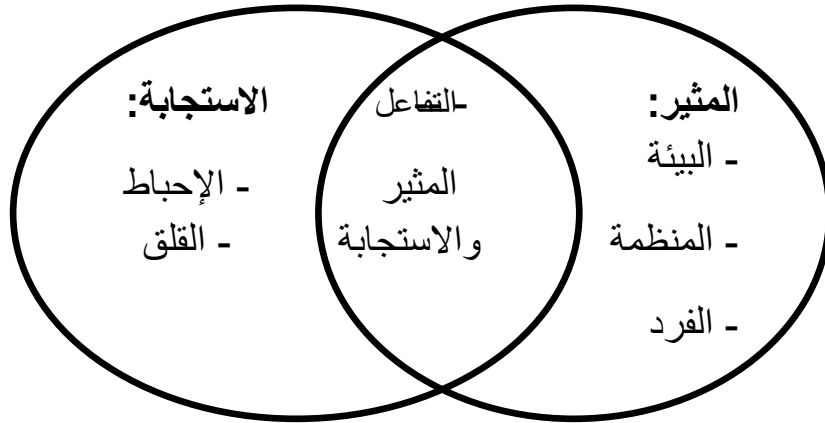 المثير:
- البيئة
- المنظمة
- الفرد
-التفاعل
المثير
والاستجابة
الاستجابة:
- الإحباط
- القلق